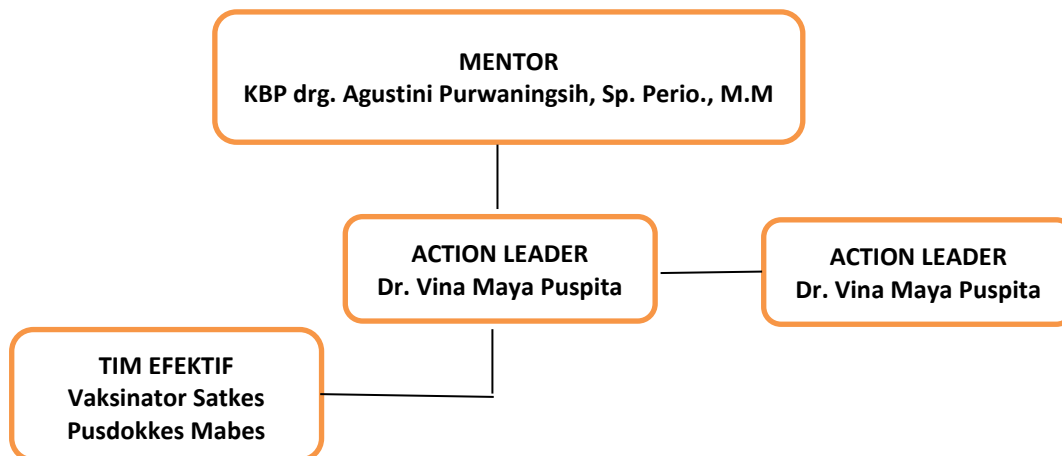 MENTOR
KBP drg. Agustini Purwaningsih, Sp. Perio., M.M
ACTION LEADER
Dr. Vina Maya Puspita
ACTION LEADER
Dr. Vina Maya Puspita
TIM EFEKTIF
Vaksinator Satkes
Pusdokkes Mabes